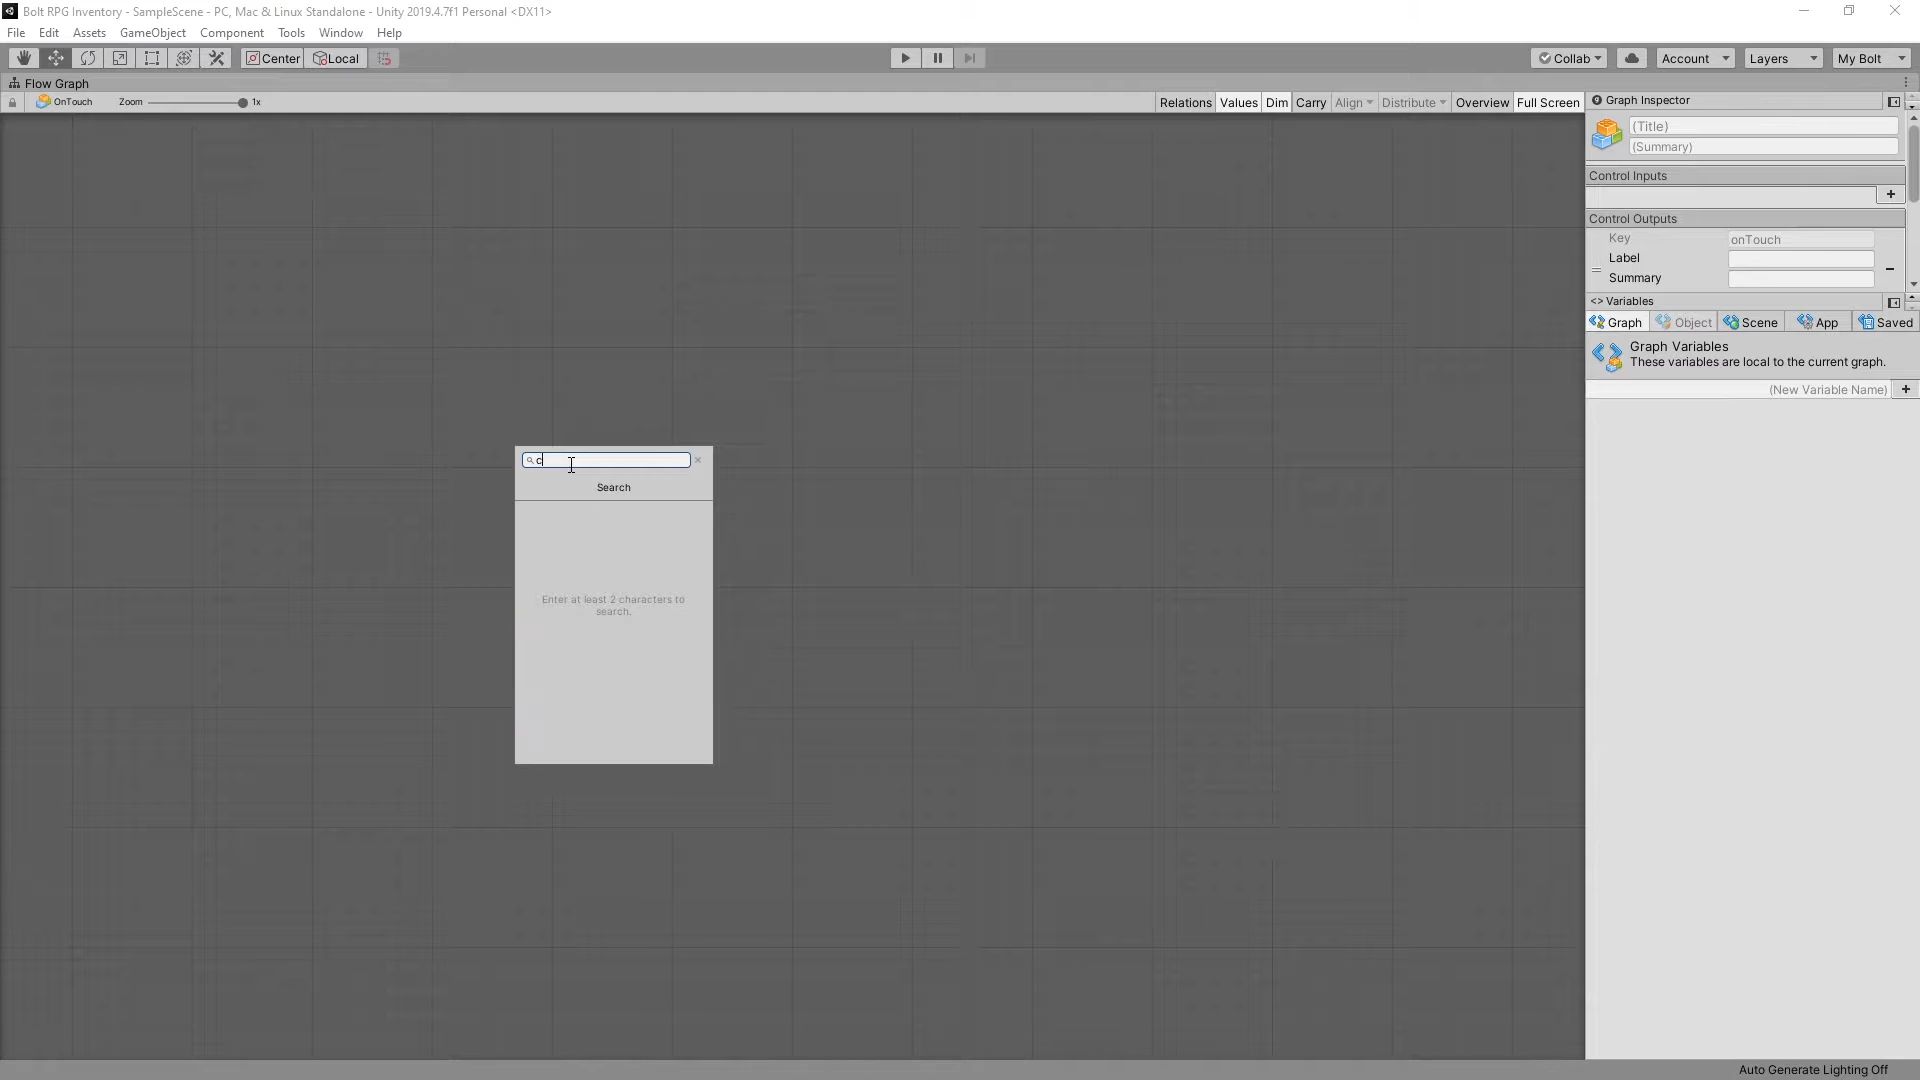 Bolt RPG Inventory - SampleScene - PC, Mac & Linux Standalone - Unity 2019.4.7f1 Personal <DX11>
File Edit Assets GameObject Component Tools Window Help
Center Local Collab Account Layers My Bolt
Flow Graph
OnTouch Zoom 1x Relations Values Dim Carry Align Distribute Overview Full Screen
Graph Inspector
(Title)
(Summary)
Control Inputs
Control Outputs
Key onTouch
Label
Summary
<> Variables
Graph Object Scene App Saved
Graph Variables
These variables are local to the current graph.
(New Variable Name)
c
Search
Enter at least 2 characters to
search.
Auto Generate Lighting Off